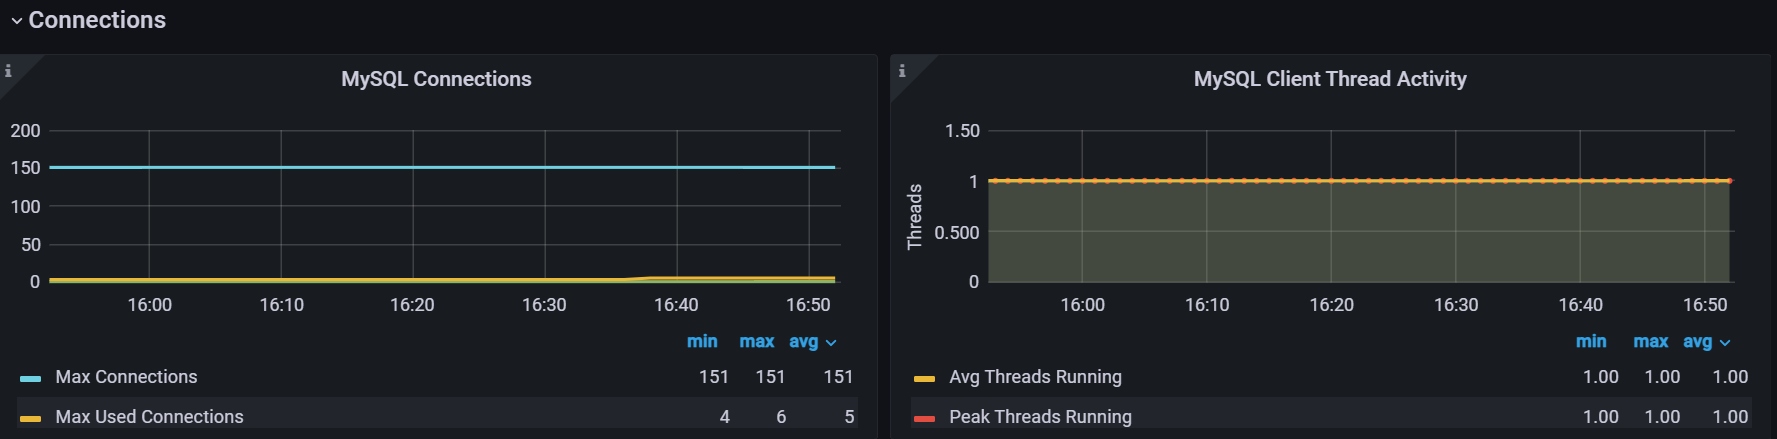 Connections
MySQL Connections
200
150
100
50
0
16:00 16:10 16:20 16:30 16:40 16:50
min max avg
Max Connections 151 151 151
Max Used Connections 4 6 5
MySQL Client Thread Activity
Threads
1.50
1
0.500
0
16:00 16:10 16:20 16:30 16:40 16:50
min max avg
Avg Threads Running 1.00 1.00 1.00
Peak Threads Running 1.00 1.00 1.00